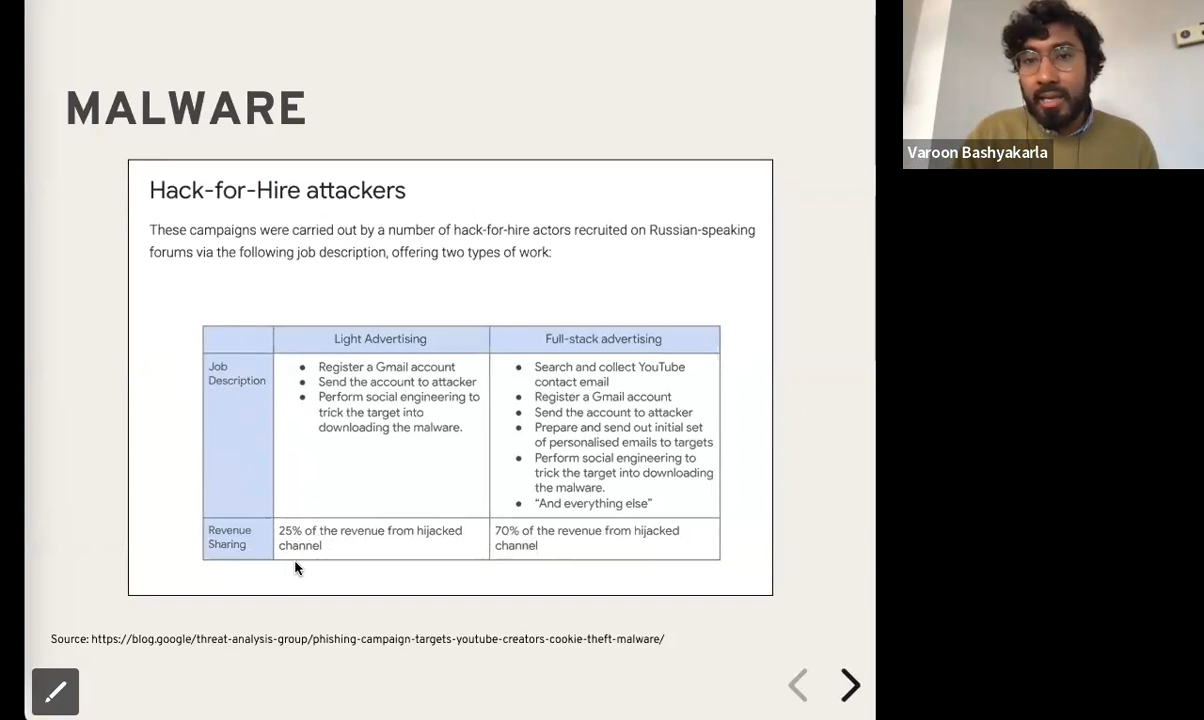 MALWARE
Hack-for-Hire attackers
These campaigns were carried out by a number of hack-for-hire actors recruited on Russian-speaking
forums via the following job description, offering two types of work:
Light Advertising
Full-stack advertising
Job
Description
● Register a Gmail account
● Send the account to attacker
● Perform social engineering to
trick the target into
downloading the malware.
● Search and collect YouTube
contact email
● Register a Gmail account
● Send the account to attacker
● Prepare and send out initial set
of personalised emails to targets
● Perform social engineering to
trick the target into downloading
the malware.
● “And everything else”
Revenue
Sharing
25% of the revenue from hijacked
channel
70% of the revenue from hijacked
channel
Source: https://blog.google/threat-analysis-group/phishing-campaign-targets-youtube-creators-cookie-theft-malware/
Varoon Bashyakarla